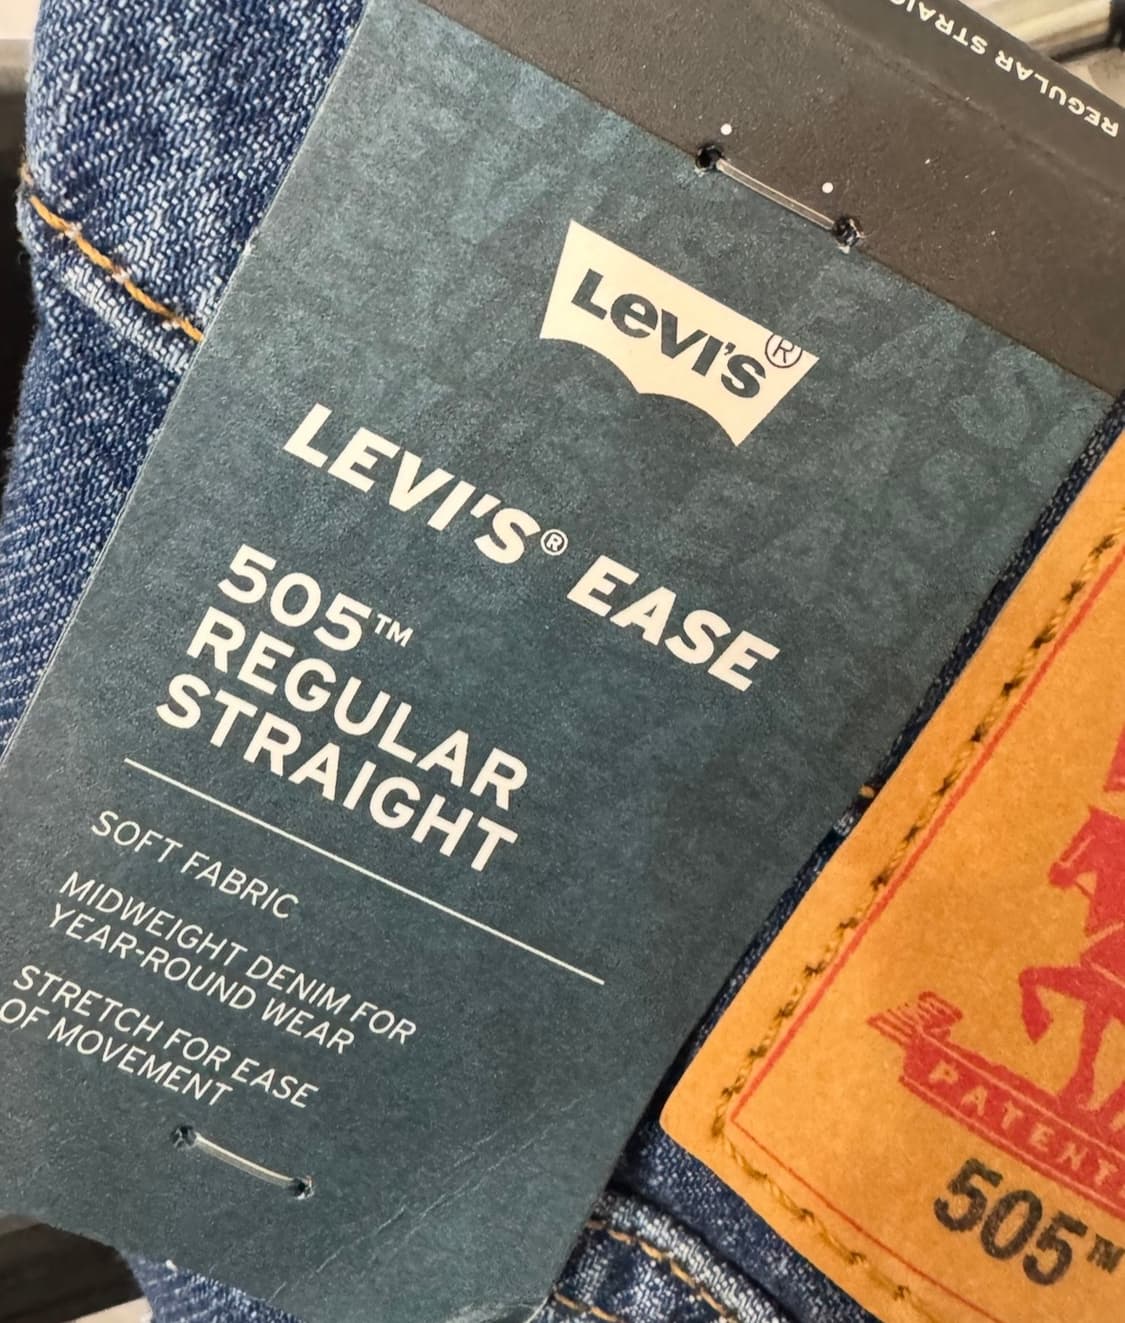 REGULAR STRAIG
Levi's®
LEVI'S® EASE
505™
REGULAR
STRAIGHT
SOFT FABRIC
MIDWEIGHT DENIM FOR
YEAR-ROUND WEAR
STRETCH FOR EASE
OF MOVEMENT
PATENT
505™